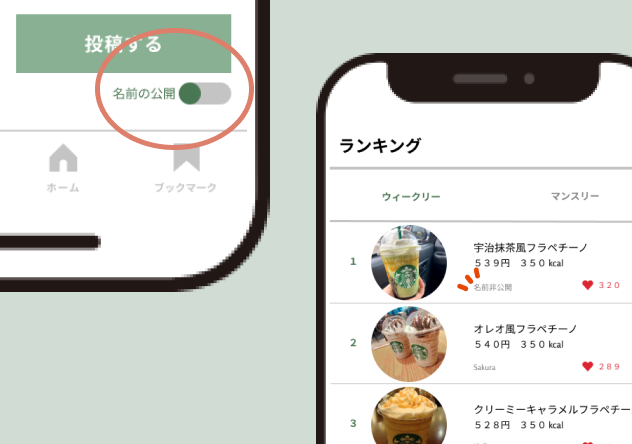 投稿する
名前の公開
ホーム
ブックマーク
ランキング
ウィークリー
マンスリー
1
宇治抹茶風フラペチーノ
539円 350 kcal
名前非公開
320
2
オレオ風フラペチーノ
540円 350 kcal
Sakura
289
3
クリーミーキャラメルフラペチー
528円 350 kcal